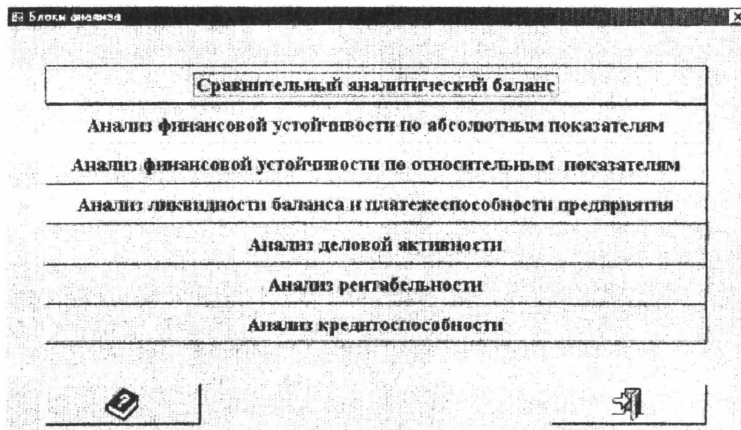 Блоки анализа
Сравнительный аналитический баланс
Анализ финансовой устойчивости по абсолютным показателям
Анализ финансовой устойчивости по относительным показателям
Анализ ликвидности баланса и платежеспособности предприятия
Анализ деловой активности
Анализ рентабельности
Анализ кредитоспособности